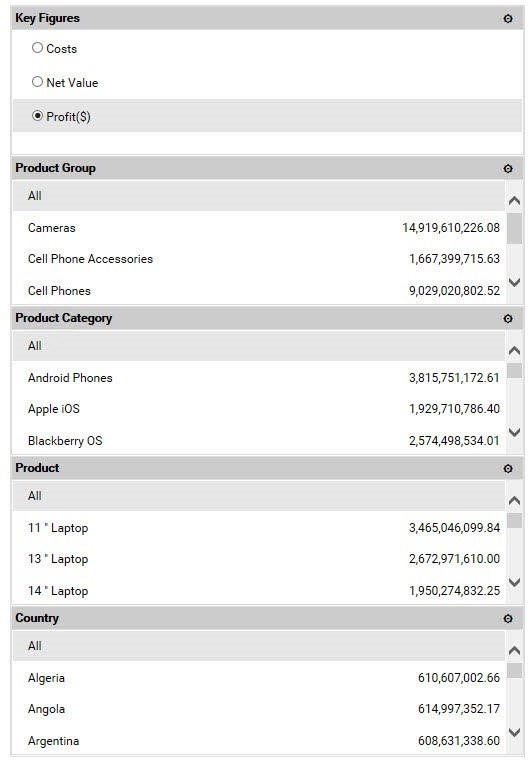 Key Figures
Costs
Net Value
Profit($)
Product Group
All
Cameras 14,919,610,226.08
Cell Phone Accessories 1,667,399,715.63
Cell Phones 9,029,020,802.52
Product Category
All
Android Phones 3,815,751,172.61
Apple iOS 1,929,710,786.40
Blackberry OS 2,574,498,534.01
Product
All
11 " Laptop 3,465,046,099.84
13 " Laptop 2,672,971,610.00
14 " Laptop 1,950,274,832.25
Country
All
Algeria 610,607,002.66
Angola 614,997,352.17
Argentina 608,631,338.60